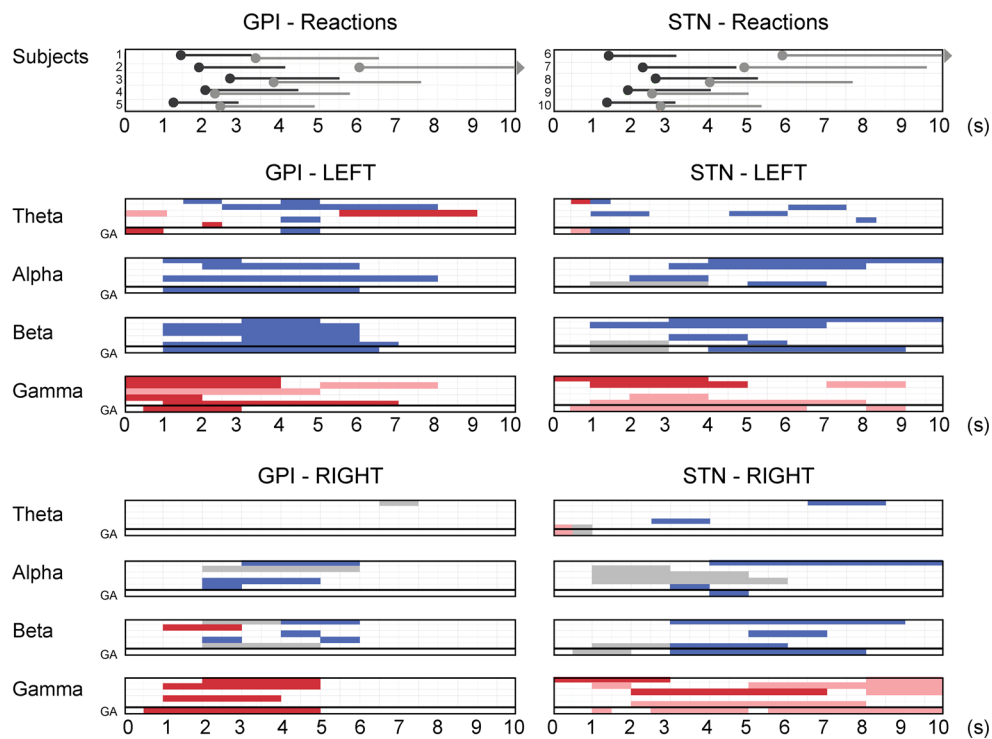 GPI - Reactions STN - Reactions
Subjects 1 2 3 4 5 6 7 8 9 10
0 1 2 3 4 5 6 7 8 9 10 0 1 2 3 4 5 6 7 8 9 10 (s)
GPI - LEFT STN - LEFT
Theta
GA
Alpha
GA
Beta
GA
Gamma
GA
0 1 2 3 4 5 6 7 8 9 10 0 1 2 3 4 5 6 7 8 9 10 (s)
GPI - RIGHT STN - RIGHT
Theta
GA
Alpha
GA
Beta
GA
Gamma
GA
0 1 2 3 4 5 6 7 8 9 10 0 1 2 3 4 5 6 7 8 9 10 (s)